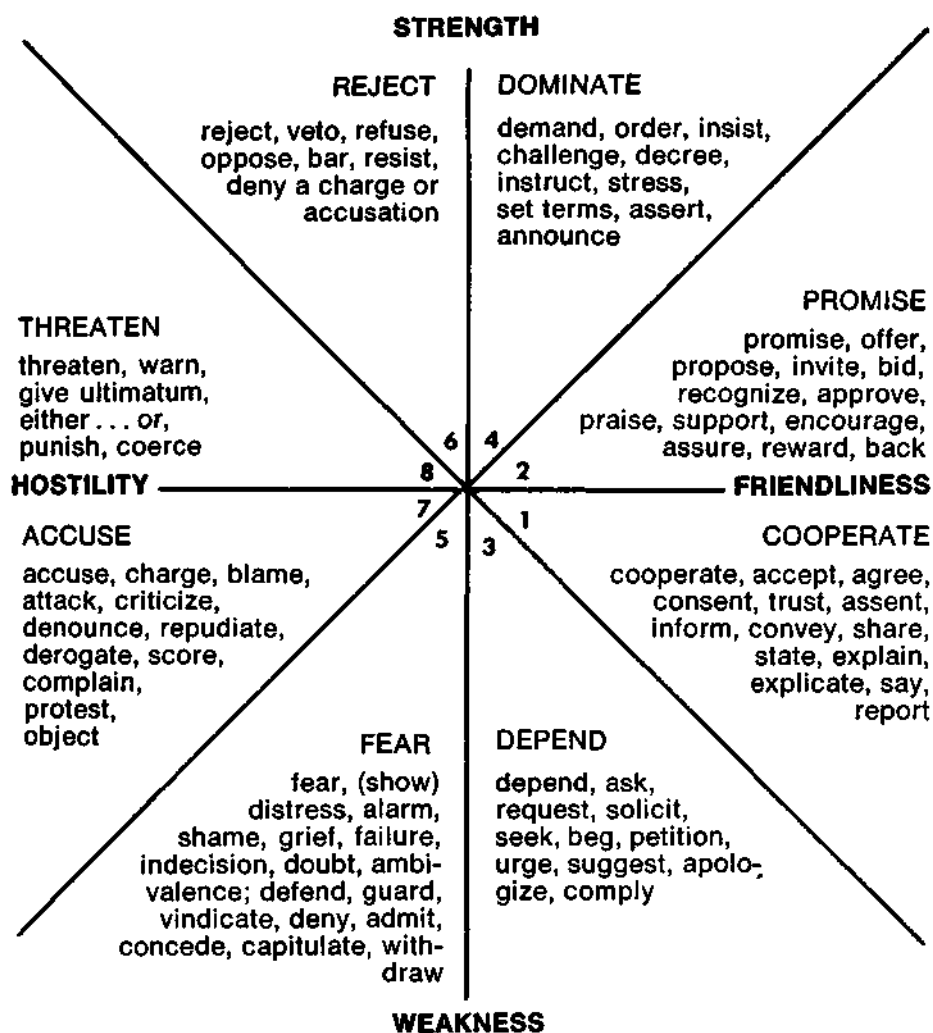 STRENGTH
REJECT
reject, veto, refuse,
oppose, bar, resist,
deny a charge or
accusation
DOMINATE
demand, order, insist,
challenge, decree,
instruct, stress,
set terms, assert,
announce
THREATEN
threaten, warn,
give ultimatum,
either ... or,
punish, coerce
PROMISE
promise, offer,
propose, invite, bid,
recognize, approve,
praise, support, encourage,
assure, reward, back
6 4
8 2
HOSTILITY FRIENDLINESS
7 1
5 3
ACCUSE
accuse, charge, blame,
attack, criticize,
denounce, repudiate,
derogate, score,
complain,
protest,
object
COOPERATE
cooperate, accept, agree,
consent, trust, assent,
inform, convey, share,
state, explain,
explicate, say,
report
FEAR
fear, (show)
distress, alarm,
shame, grief, failure,
indecision, doubt, ambi-
valence; defend, guard,
vindicate, deny, admit,
concede, capitulate, with-
draw
DEPEND
depend, ask,
request, solicit,
seek, beg, petition,
urge, suggest, apolo-
gize, comply
WEAKNESS